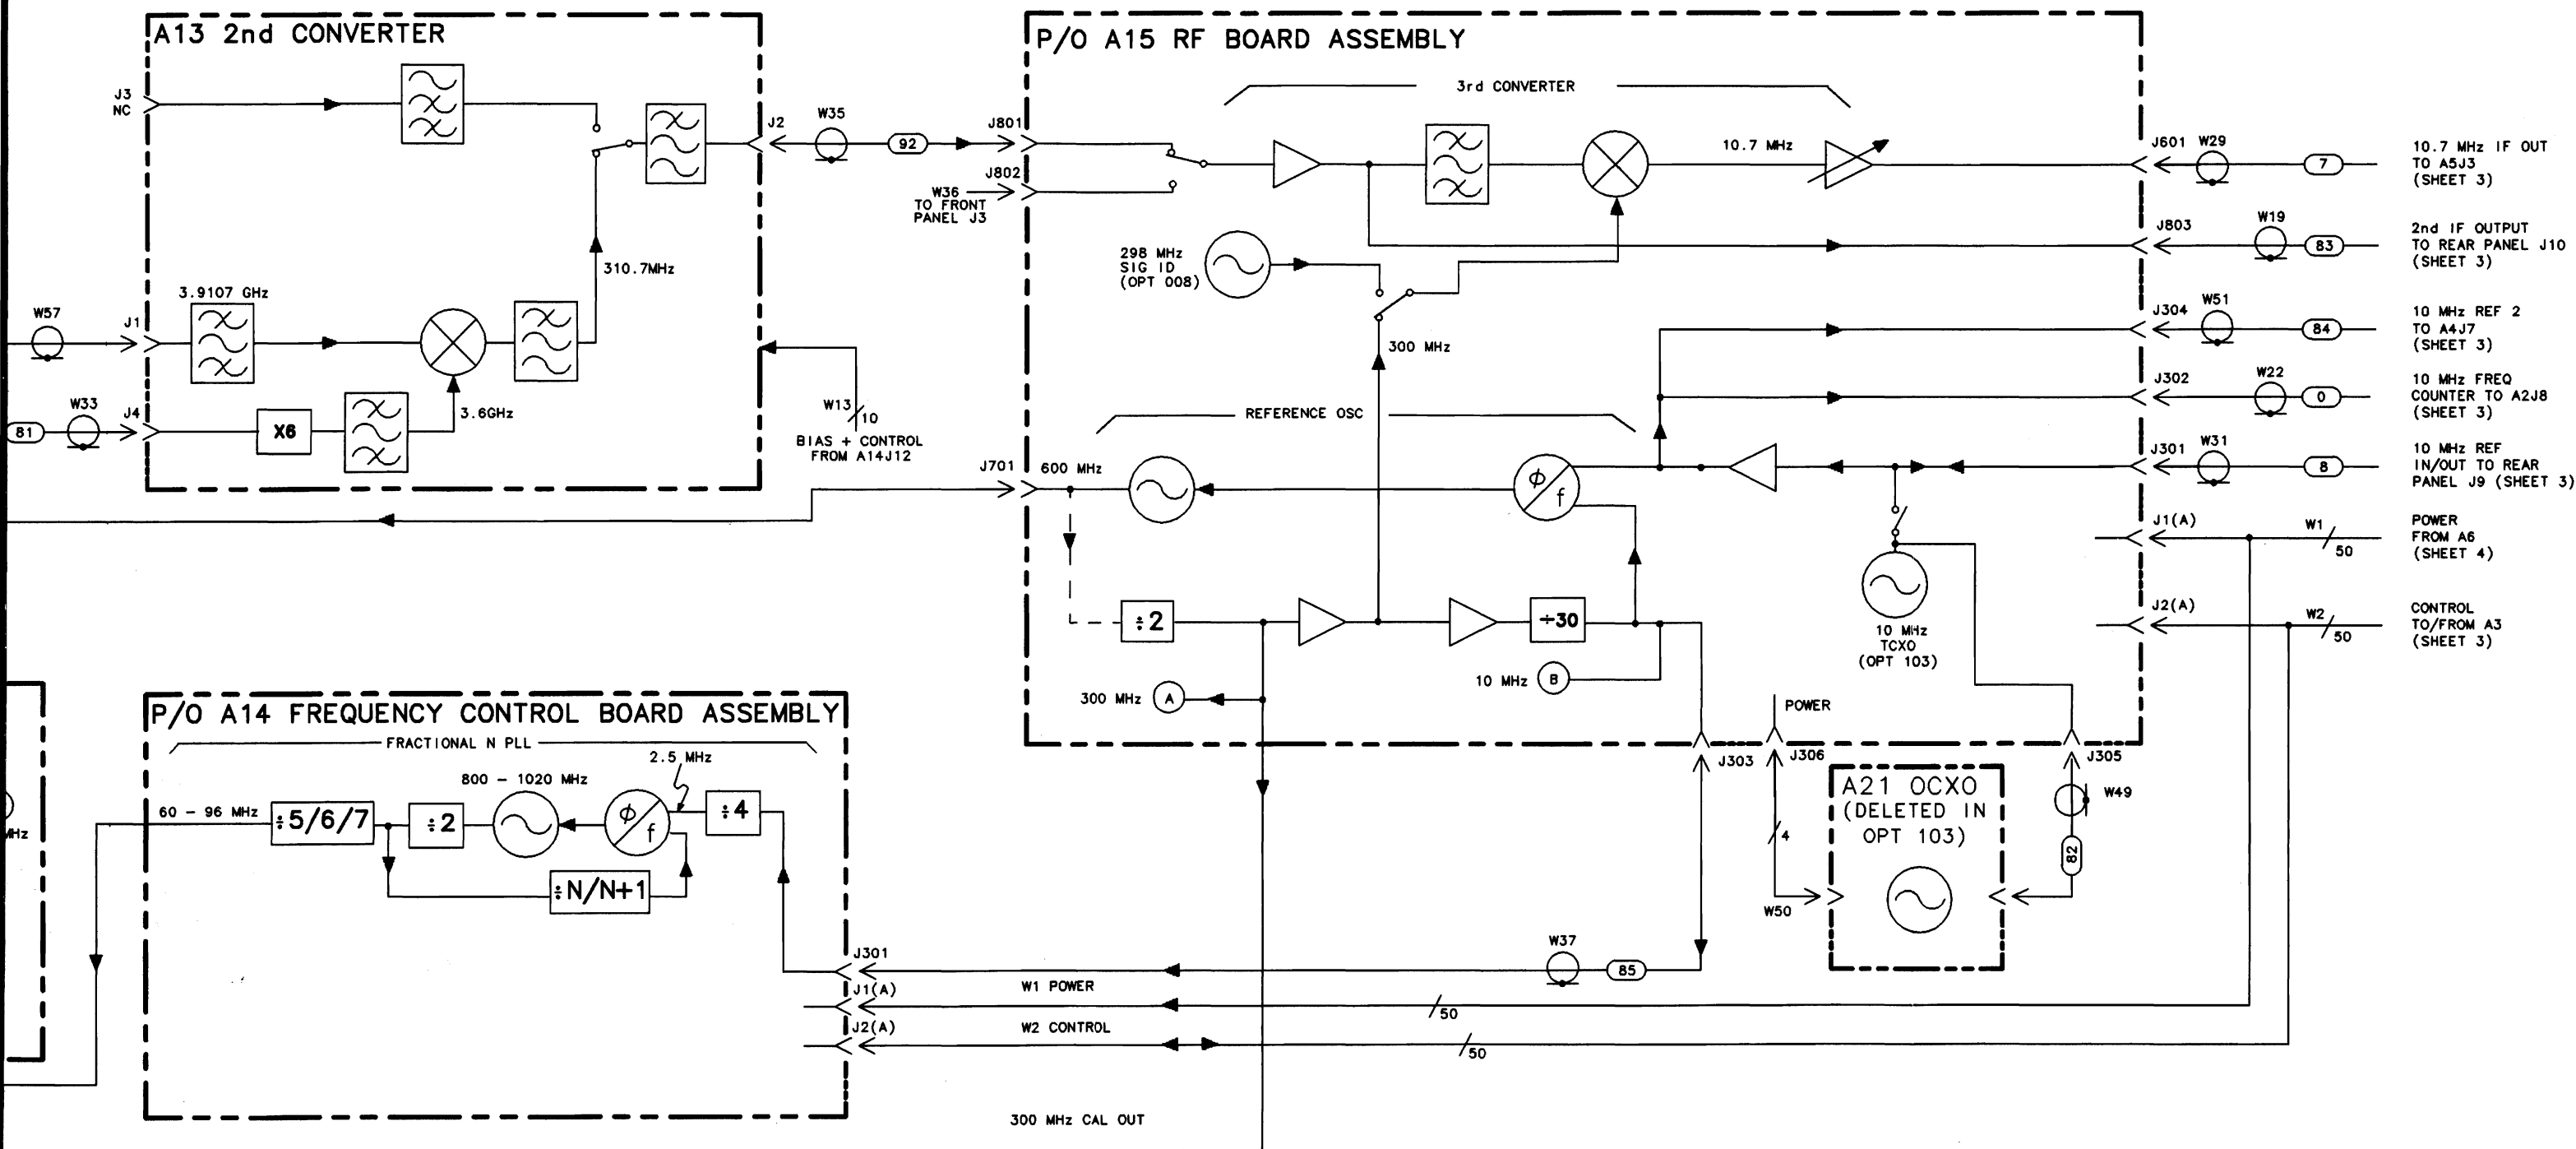 A13 2nd CONVERTER
J3
NC
J2
W35
92
310.7MHz
3.9107 GHz
W57
J1
81
W33
J4
X6
3.6GHz
W13
10
BIAS + CONTROL
FROM A14J12
P/O A15 RF BOARD ASSEMBLY
3rd CONVERTER
J801
J802
W36
TO FRONT
PANEL J3
10.7 MHz
298 MHz
SIG ID
(OPT 008)
300 MHz
REFERENCE OSC
J701
600 MHz
Φ
f
÷2
÷30
10 MHz
TCXO
(OPT 103)
300 MHz
A
10 MHz
B
POWER
J303
J306
J305
J601
W29
7
10.7 MHz IF OUT
TO A5J3
(SHEET 3)
J803
W19
83
2nd IF OUTPUT
TO REAR PANEL J10
(SHEET 3)
J304
W51
84
10 MHz REF 2
TO A4J7
(SHEET 3)
J302
W22
0
10 MHz FREQ
COUNTER TO A2J8
(SHEET 3)
J301
W31
8
10 MHz REF
IN/OUT TO REAR
PANEL J9 (SHEET 3)
J1(A)
W1
50
POWER
FROM A6
(SHEET 4)
J2(A)
W2
50
CONTROL
TO/FROM A3
(SHEET 3)
A21 OCXO
(DELETED IN
OPT 103)
4
W50
W49
82
P/O A14 FREQUENCY CONTROL BOARD ASSEMBLY
FRACTIONAL N PLL
2.5 MHz
800 - 1020 MHz
60 - 96 MHz
÷5/6/7
÷2
Φ
f
÷4
÷N/N+1
MHz
J301
W37
85
J1(A)
W1 POWER
50
J2(A)
W2 CONTROL
50
300 MHz CAL OUT